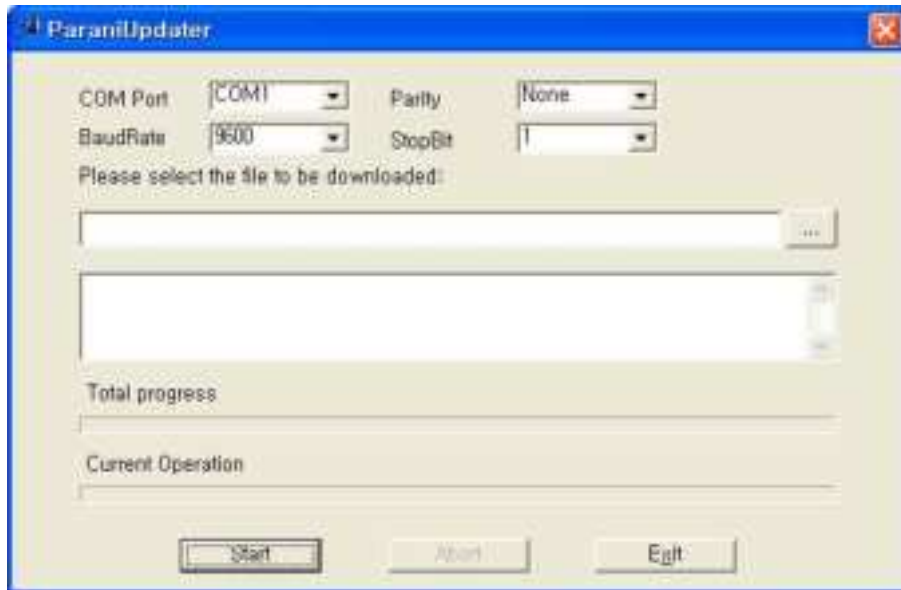 ParaniUpdater
COM Port COM1 Parity None
BaudRate 9600 StopBit 1
Please select the file to be downloaded:
...
Total progress
Current Operation
Start Abort Exit